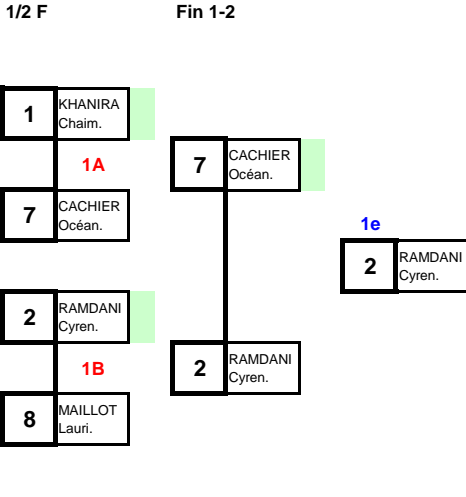 1/2 F
Fin 1-2
1
KHANIRA
Chaim.
1A
7
CACHIER
Océan.
7
CACHIER
Océan.
1e
2
RAMDANI
Cyren.
2
RAMDANI
Cyren.
1B
2
RAMDANI
Cyren.
8
MAILLOT
Lauri.